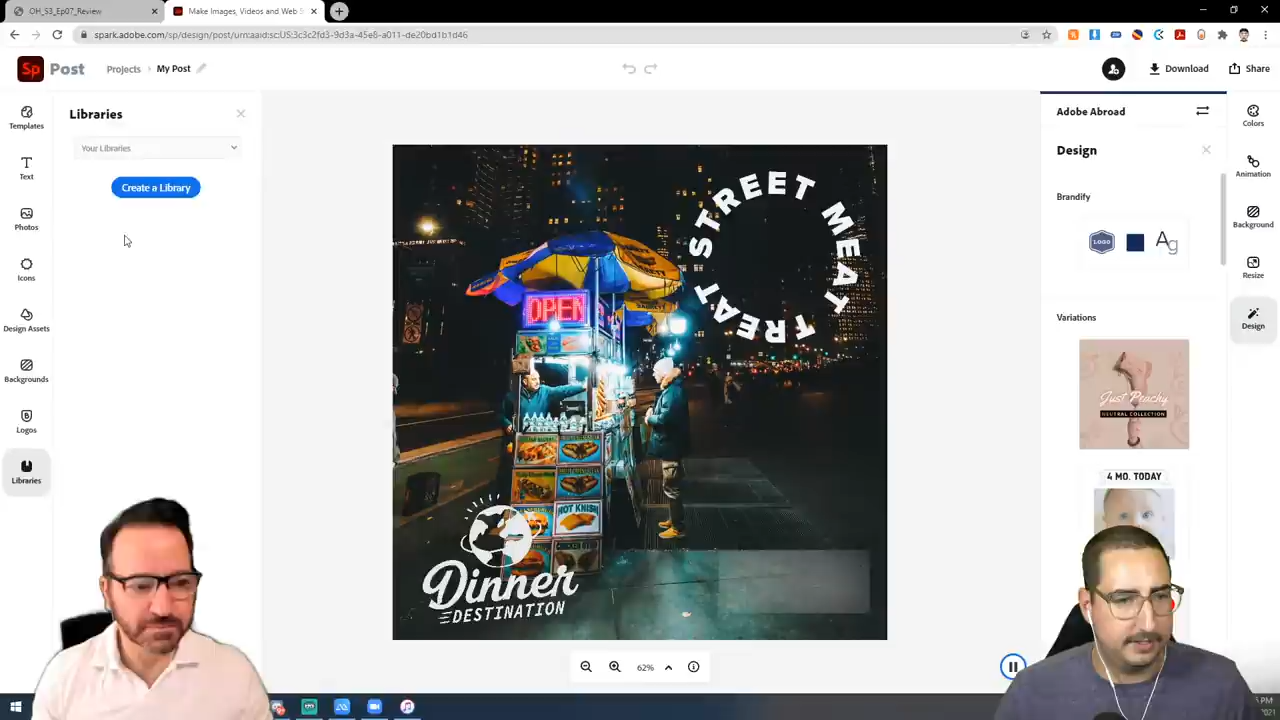 OH_S3_Ep07_Review
Make Images, Videos and Web S
spark.adobe.com/sp/design/post/urn:aaid:sc:US:3c3c2fd3-9d3a-45e8-a011-de20bd1b1d46
Sp Post
Projects > My Post
Download
Share
Templates
Text
Photos
Icons
Design Assets
Backgrounds
Logos
Libraries
Libraries
Your Libraries
Create a Library
STREET MEAT TREAT
OPEN
HOT KNISH
Dinner
DESTINATION
62%
Adobe Abroad
Design
Brandify
LOGO
Ag
Variations
Just Peachy
NEUTRAL COLLECTION
4 MO. TODAY
Colors
Animation
Background
Resize
Design
PM